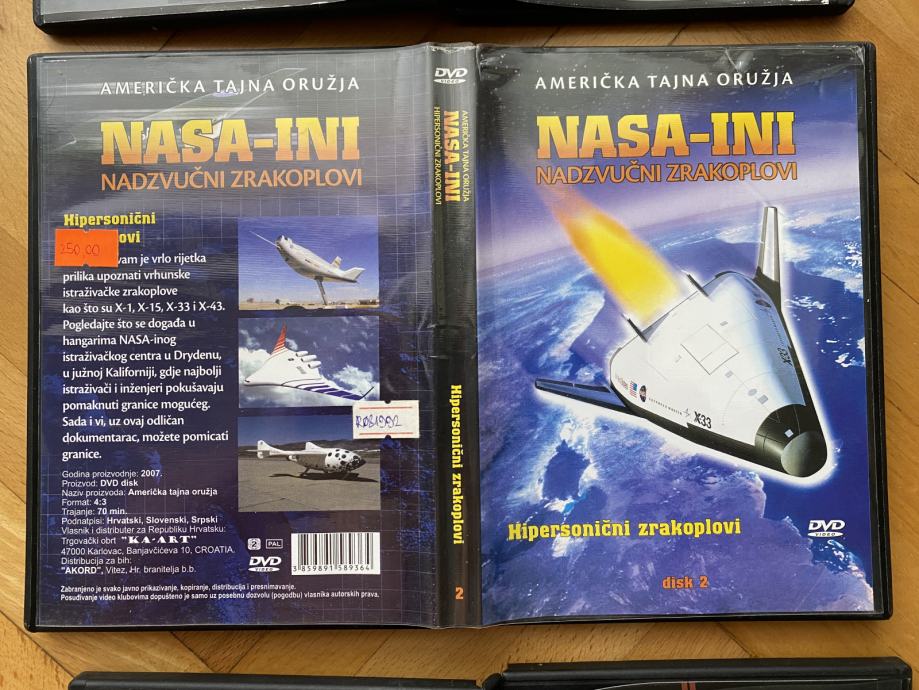 AMERIČKA TAJNA ORUŽJA
NASA-INI
NADZVUČNI ZRAKOPLOVI
Hipersonični
ovi
250,00
vam je vrlo rijetka
prilika upoznati vrhunske
istraživačke zrakoplove
kao što su X-1, X-15, X-33 i X-43.
Pogledajte što se događa u
hangarima NASA-inog
istraživačkog centra u Drydenu,
u južnoj Kaliforniji, gdje najbolji
istraživači i inženjeri pokušavaju
pomaknuti granice mogućeg.
Sada i vi, uz ovaj odličan
dokumentarac, možete pomicati
granice.
Godina proizvodnje: 2007.
Proizvod: DVD disk
Naziv proizvoda: Američka tajna oružja
Format: 4:3
Trajanje: 70 min.
Podnatpisi: Hrvatski, Slovenski, Srpski
Vlasnik i distributer za Republiku Hrvatsku:
Trgovački obrt "KA-ART"
47000 Karlovac, Banjavčićeva 10, CROATIA.
Distribucija za bih:
"AKORD", Vitez, Hr. branitelja b.b.
2 PAL
DVD
VIDEO
3 859891 589364
Zabranjeno je svako javno prikazivanje, kopiranje, distribucija i presnimavanje.
Posuđivanje video klubovima dopušteno je samo uz posebnu dozvolu (pogodbu) vlasnika autorskih prava.
DVD
VIDEO
AMERIČKA TAJNA ORUŽJA
NASA-INI
HIPERSONIČNI ZRAKOPLOVI
Hipersonični zrakoplovi
2
AMERIČKA TAJNA ORUŽJA
NASA-INI
NADZVUČNI ZRAKOPLOVI
X33
X33
Hipersonični zrakoplovi
DVD
VIDEO
disk 2